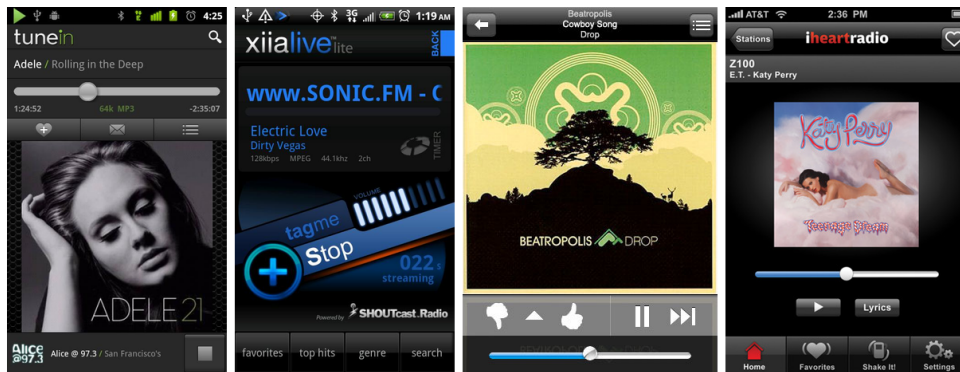 4:25
tunein
Adele / Rolling in the Deep
1:24:52
64k MP3
-2:35:07
ADELE 21
Alice
@97.3
Alice @ 97.3 / San Francisco's
3G
1:19 AM
xiialive lite
BACK
www.SONIC.FM - C
Electric Love
Dirty Vegas
128kbps MPEG 44.1khz 2ch
TIMER
VOLUME
tagme
Stop
022 s
streaming
Powered by SHOUTcast Radio
favorites
top hits
genre
search
Beatropolis
Cowboy Song
Drop
BEATROPOLIS DROP
AT&T
2:36 PM
Stations
iheartradio
Z100
E.T. - Katy Perry
Katy Perry
Teenage Dream
Lyrics
Home
Favorites
Shake It!
Settings